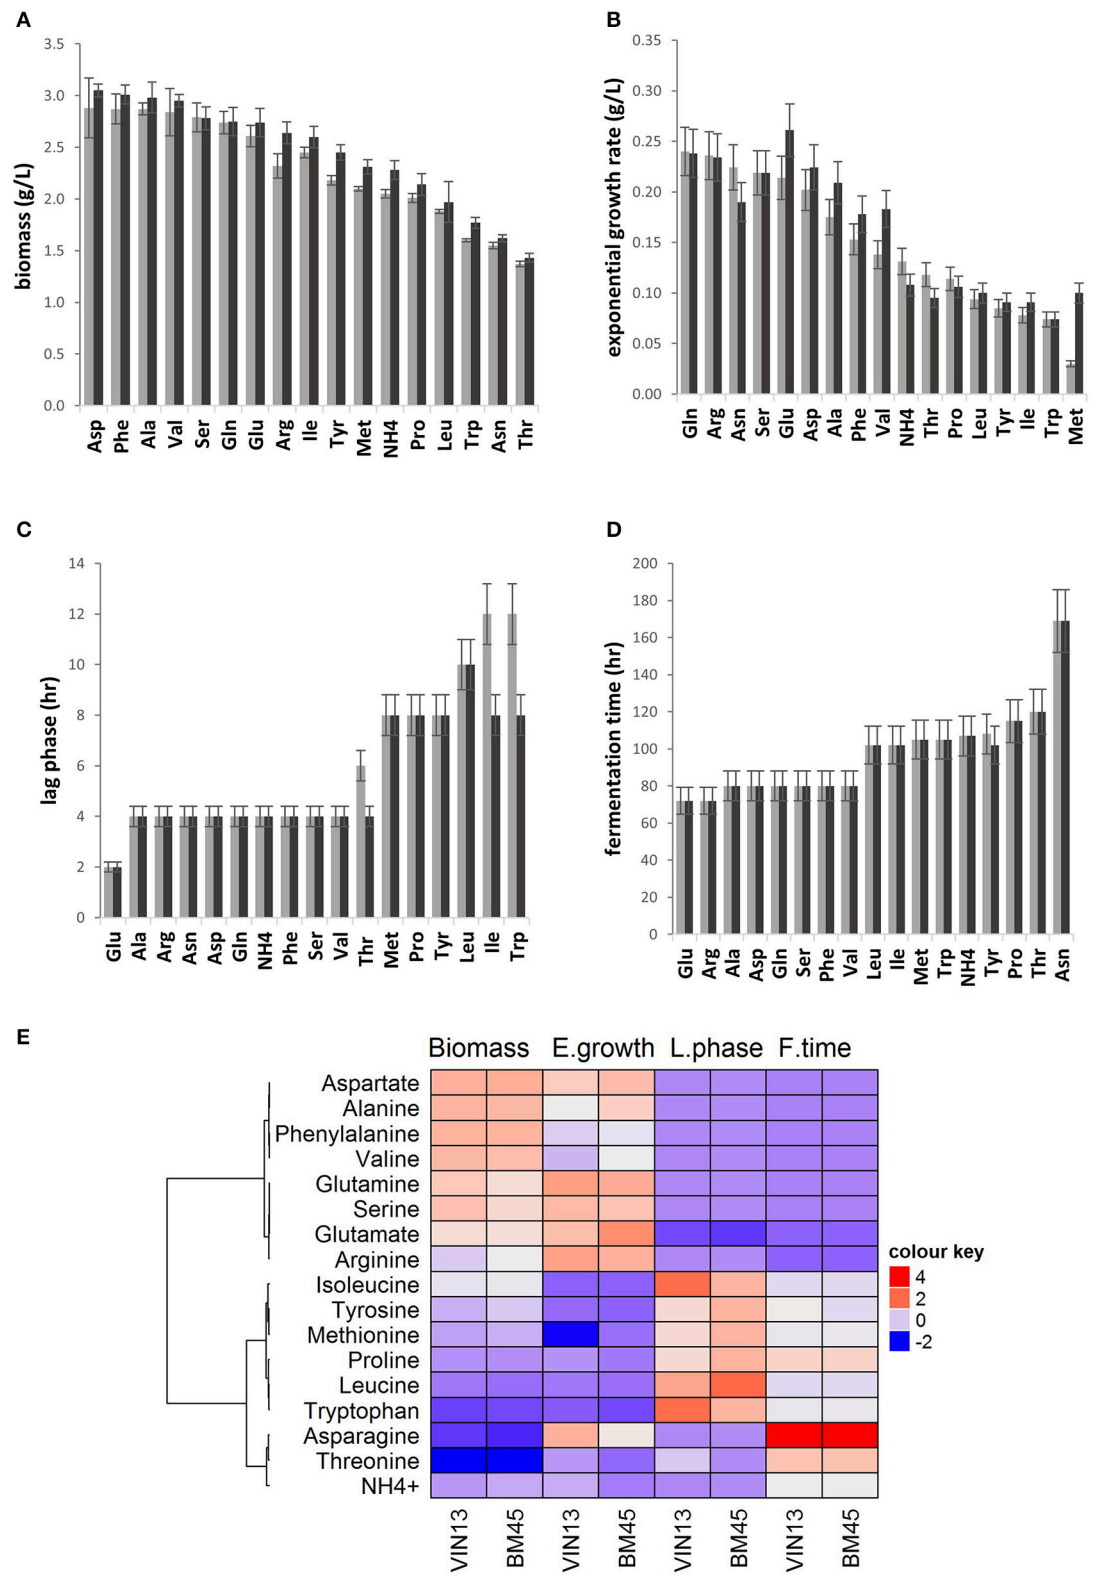 A
biomass (g/L)
3.5
3.0
2.5
2.0
1.5
1.0
0.5
0.0
Asp Phe Ala Val Ser Gln Glu Arg Ile Tyr Met NH4 Pro Leu Trp Asn Thr
B
exponential growth rate (g/L)
0.35
0.30
0.25
0.20
0.15
0.10
0.05
0.00
Gln Arg Asn Ser Glu Asp Ala Phe Val NH4 Thr Pro Leu Tyr Ile Trp Met
C
lag phase (hr)
14
12
10
8
6
4
2
0
Glu Ala Arg Asn Asp Gln NH4 Phe Ser Val Thr Met Pro Tyr Leu Ile Trp
D
fermentation time (hr)
200
180
160
140
120
100
80
60
40
20
0
Glu Arg Ala Asp Gln Ser Phe Val Leu Ile Met Trp NH4 Tyr Pro Thr Asn
E
Biomass E.growth L.phase F.time
Aspartate
Alanine
Phenylalanine
Valine
Glutamine
Serine
Glutamate
Arginine
Isoleucine
Tyrosine
Methionine
Proline
Leucine
Tryptophan
Asparagine
Threonine
NH4+
VIN13 BM45 VIN13 BM45 VIN13 BM45 VIN13 BM45
colour key
4
2
0
-2